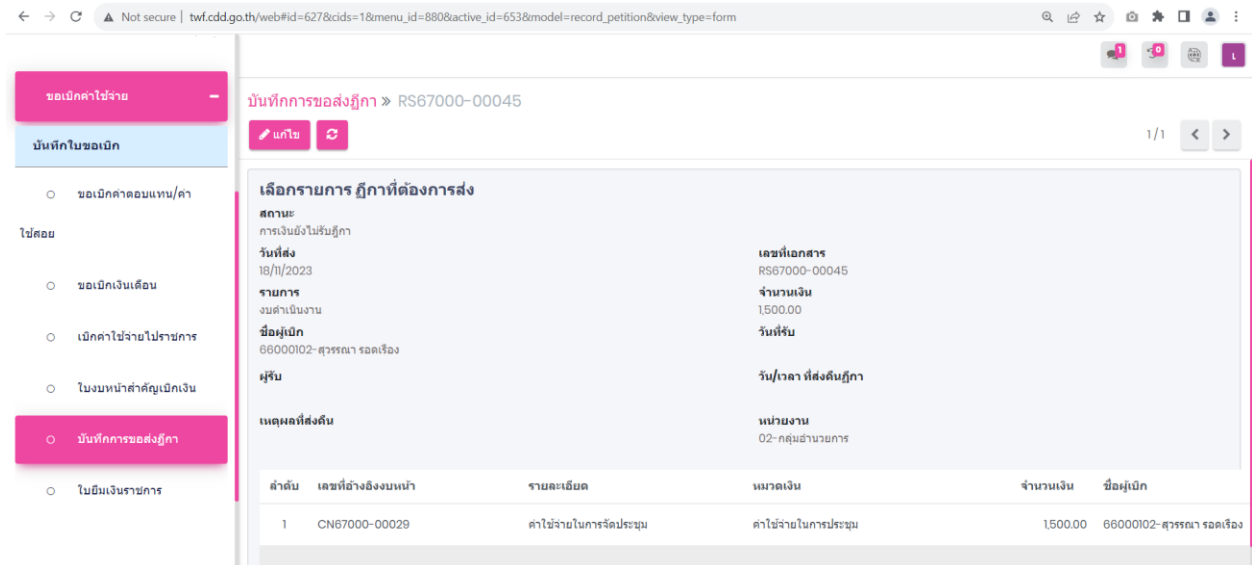 Not secure | twf.cdd.go.th/web#id=627&cids=1&menu_id=880&active_id=653&model=record_petition&view_type=form
1
0
เ
ขอเบิกค่าใช้จ่าย
บันทึกการขอส่งฎีกา » RS67000-00045
แก้ไข
1/1
บันทึกใบขอเบิก
ขอเบิกค่าตอบแทน/ค่า
ใช้สอย
ขอเบิกเงินเดือน
เบิกค่าใช้จ่ายไปราชการ
ใบงบหน้าสำคัญเบิกเงิน
บันทึกการขอส่งฎีกา
ใบยืมเงินราชการ
เลือกรายการ ฎีกาที่ต้องการส่ง
สถานะ
การเงินยังไม่รับฎีกา
วันที่ส่ง เลขที่เอกสาร
18/11/2023 RS67000-00045
รายการ จำนวนเงิน
งบดำเนินงาน 1,500.00
ชื่อผู้เบิก วันที่รับ
66000102-สุวรรณา รอดเรือง
ผู้รับ วัน/เวลา ที่ส่งคืนฎีกา
เหตุผลที่ส่งคืน หน่วยงาน
02-กลุ่มอำนวยการ
ลำดับ เลขที่อ้างอิงงบหน้า รายละเอียด หมวดเงิน จำนวนเงิน ชื่อผู้เบิก
1 CN67000-00029 ค่าใช้จ่ายในการจัดประชุม ค่าใช้จ่ายในการประชุม 1,500.00 66000102-สุวรรณา รอดเรือง